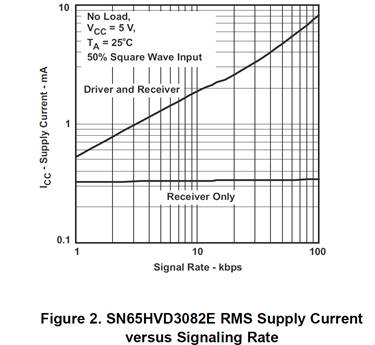 10
No Load,
VCC = 5 V,
TA = 25°C
50% Square Wave Input
Driver and Receiver
1
ICC - Supply Current - mA
Receiver Only
0.1
1 10 100
Signal Rate - kbps
Figure 2. SN65HVD3082E RMS Supply Current
versus Signaling Rate